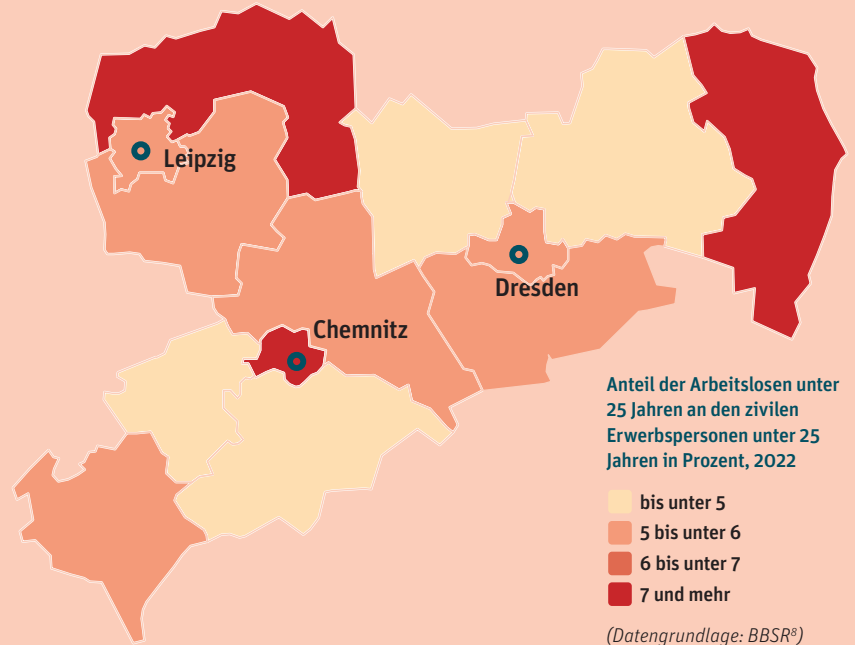 Leipzig
Dresden
Chemnitz
Anteil der Arbeitslosen unter
25 Jahren an den zivilen
Erwerbspersonen unter 25
Jahren in Prozent, 2022
bis unter 5
5 bis unter 6
6 bis unter 7
7 und mehr
(Datengrundlage: BBSR⁸)